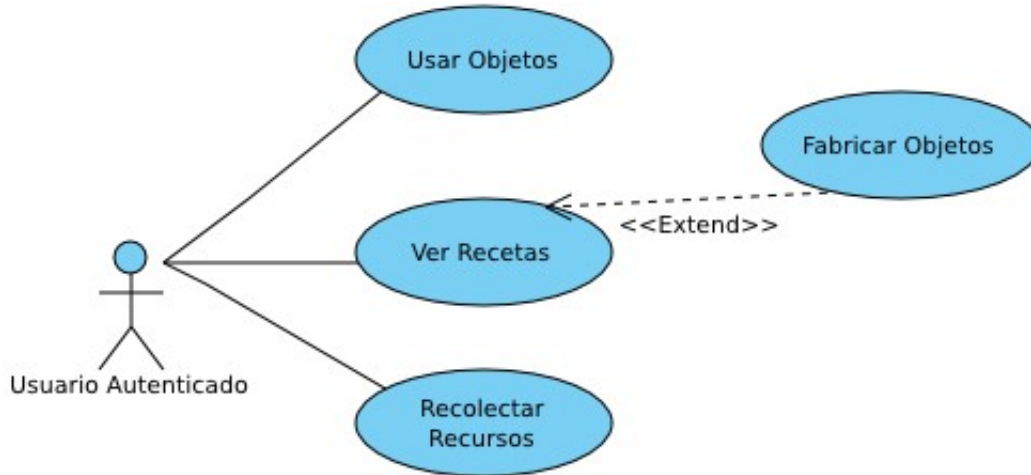 Usar Objetos
Fabricar Objetos
<<Extend>>
Ver Recetas
Usuario Autenticado
Recolectar
Recursos